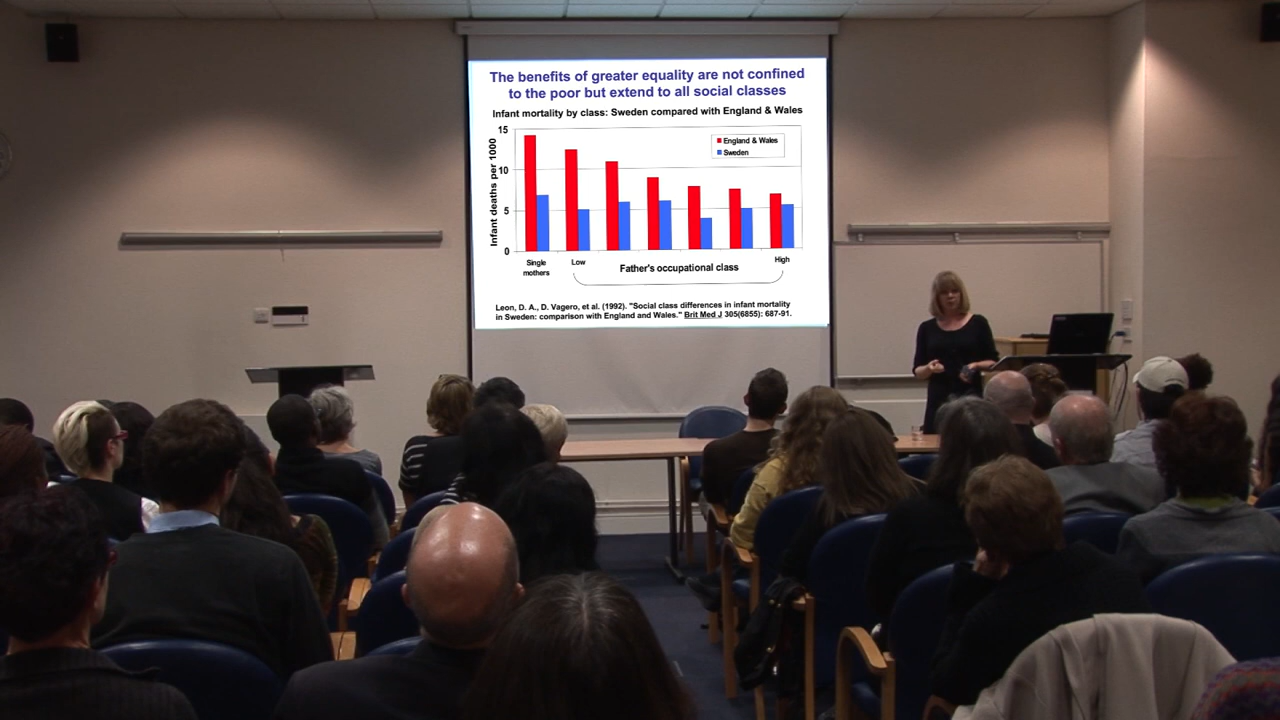 The benefits of greater equality are not confined
to the poor but extend to all social classes
Infant mortality by class: Sweden compared with England & Wales
15
10
5
0
Infant deaths per 1000
England & Wales
Sweden
Single
mothers
Low
High
Father's occupational class
Leon, D. A., D. Vagero, et al. (1992). "Social class differences in infant mortality
in Sweden: comparison with England and Wales." Brit Med J 305(6855): 687-91.